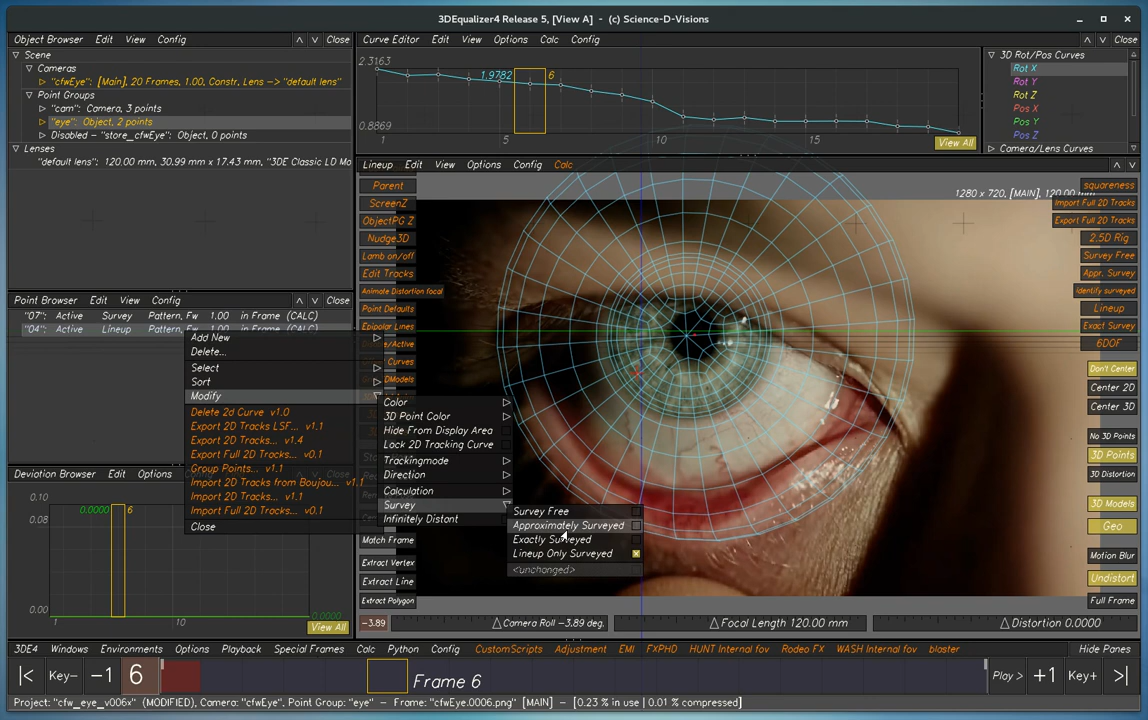 3DEqualizer4 Release 5, [View A]  -  (c) Science-D-Visions
Object Browser Edit View Config Close
Scene
Cameras
"cfwEye": [Main], 20 Frames, 1.00, Constr, Lens -> "default lens"
Point Groups
"cam": Camera, 3 points
"eye": Object, 2 points
Disabled - "store_cfwEye": Object, 0 points
Lenses
"default lens": 120.00 mm, 30.99 mm x 17.43 mm, "3DE Classic LD Mo
Curve Editor Edit View Options Calc Config Close
2.3163
1.9782 6
0.8869
1 5 10 15
View All
3D Rot/Pos Curves
Rot X
Rot Y
Rot Z
Pos X
Pos Y
Pos Z
Camera/Lens Curves
Lineup Edit View Options Config Calc
1280 x 720, [MAIN], 120.00 mm
Parent
ScreenZ
ObjectPG Z
Nudge3D
Lamb on/off
Edit Tracks
Animate Distortion focal
Point Defaults
Epipolar Lines
e/Active
Curves
DModels
Match Frame
Extract Vertex
Extract Line
Extract Polygon
squareness
Import Full 2D Tracks
Export Full 2D Tracks
2.5D Rig
Survey Free
Appr. Survey
Identify surveyed
Lineup
Exact Survey
6DOF
Don't Center
Center 2D
Center 3D
No 3D Points
3D Points
3D Distortion
3D Models
Geo
Motion Blur
Undistort
Full Frame
Point Browser Edit View Config Close
"07": Active Survey Pattern, Fw 1.00 in Frame (CALC)
"04": Active Lineup Pattern, Fw 1.00 in Frame (CALC)
Add New
Delete...
Select
Sort
Modify
Delete 2d Curve v1.0
Export 2D Tracks LSF... v1.1
Export 2D Tracks... v1.4
Export Full 2D Tracks... v0.1
Group Points... v1.1
Import 2D Tracks from Boujou... v1.1
Import 2D Tracks... v1.1
Import Full 2D Tracks... v0.1
Close
Color
3D Point Color
Hide From Display Area
Lock 2D Tracking Curve
Trackingmode
Direction
Calculation
Survey
Infinitely Distant
Survey Free
Approximately Surveyed
Exactly Surveyed
Lineup Only Surveyed
<unchanged>
Deviation Browser Edit Options
0.10
0.0000 6
0.08
0.00
0.0000
1 10
View All
-3.89 Camera Roll -3.89 deg. Focal Length 120.00 mm Distortion 0.0000
3DE4 Windows Environments Options Playback Special Frames Calc Python Config CustomScripts Adjustment EMI FXPHD HUNT Internal fov Rodeo FX WASH Internal fov blaster Hide Panes
|< Key- -1 6 Frame 6 Play > +1 Key+ >|
Project: "cfw_eye_v006x" (MODIFIED), Camera: "cfwEye", Point Group: "eye" - Frame: "cfwEye.0006.png" [MAIN] - [0.23 % in use | 0.01 % compressed]